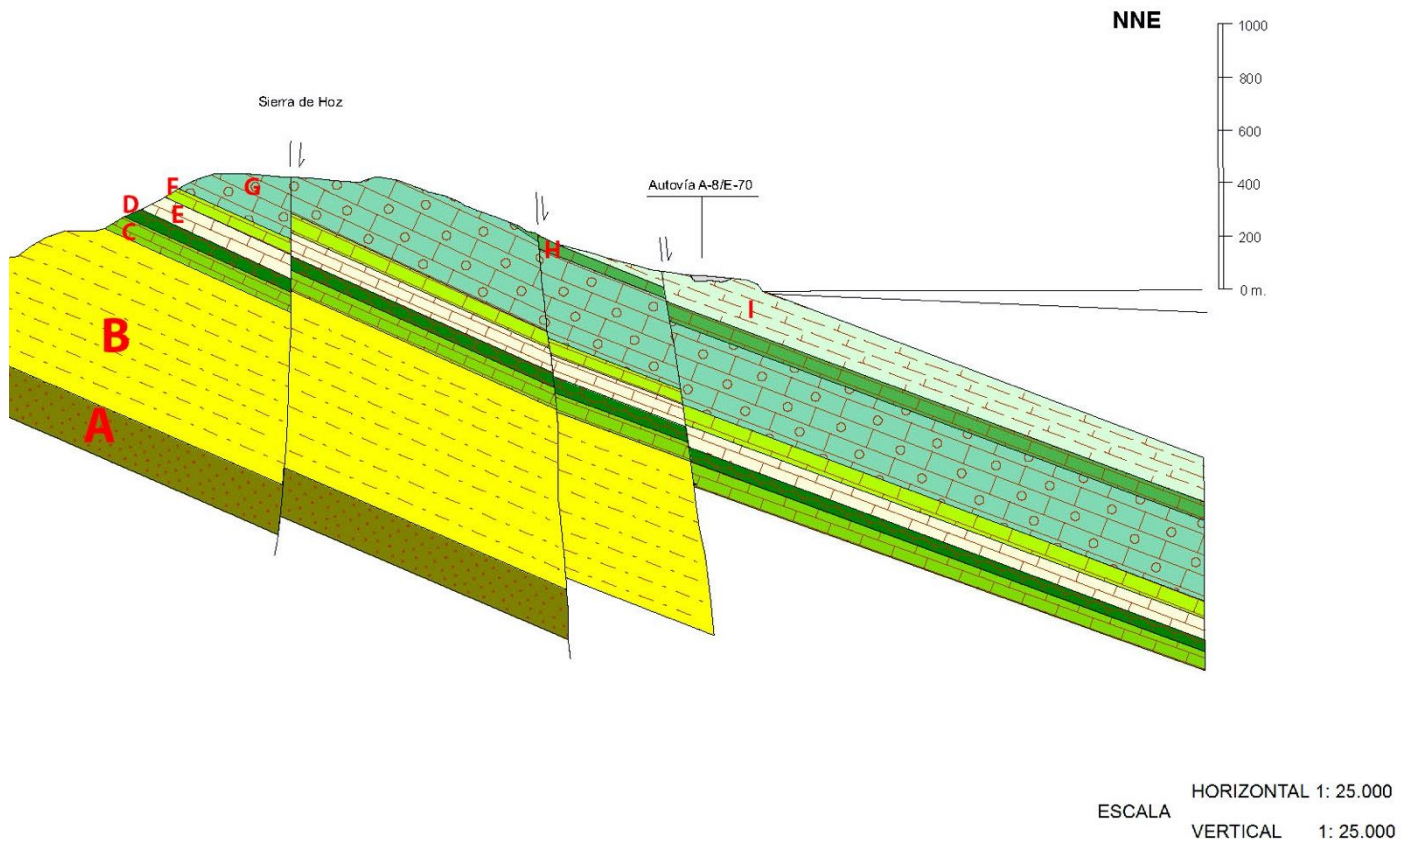 NNE
1000
800
600
400
200
0 m.
Sierra de Hoz
Autovía A-8/E-70
G
F
D
E
C
H
I
B
A
ESCALA
HORIZONTAL 1: 25.000
VERTICAL 1: 25.000